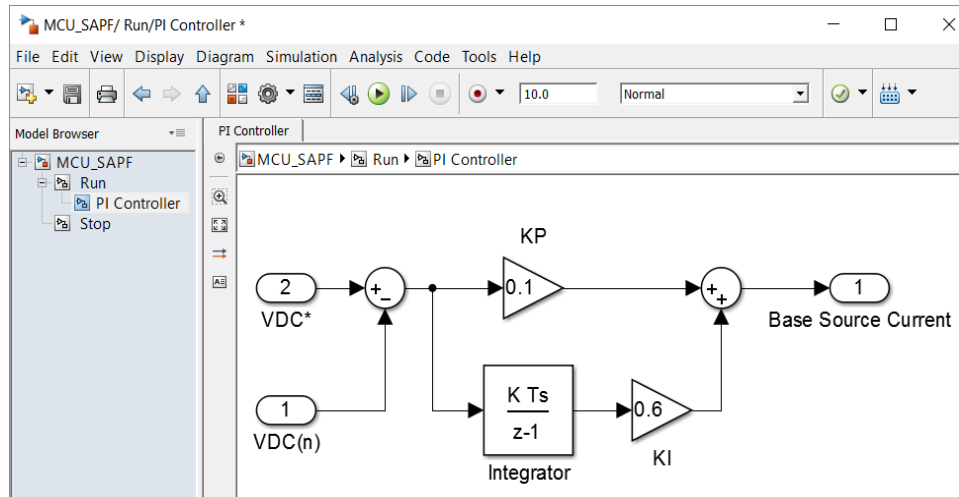 MCU_SAPF/ Run/PI Controller *
File Edit View Display Diagram Simulation Analysis Code Tools Help
10.0 Normal
Model Browser
PI Controller
MCU_SAPF Run PI Controller
MCU_SAPF
Run
PI Controller
Stop
KP
2
+
−
0.1
+
+
1
VDC*
Base Source Current
1
K Ts
z-1
0.6
VDC(n)
Integrator
KI